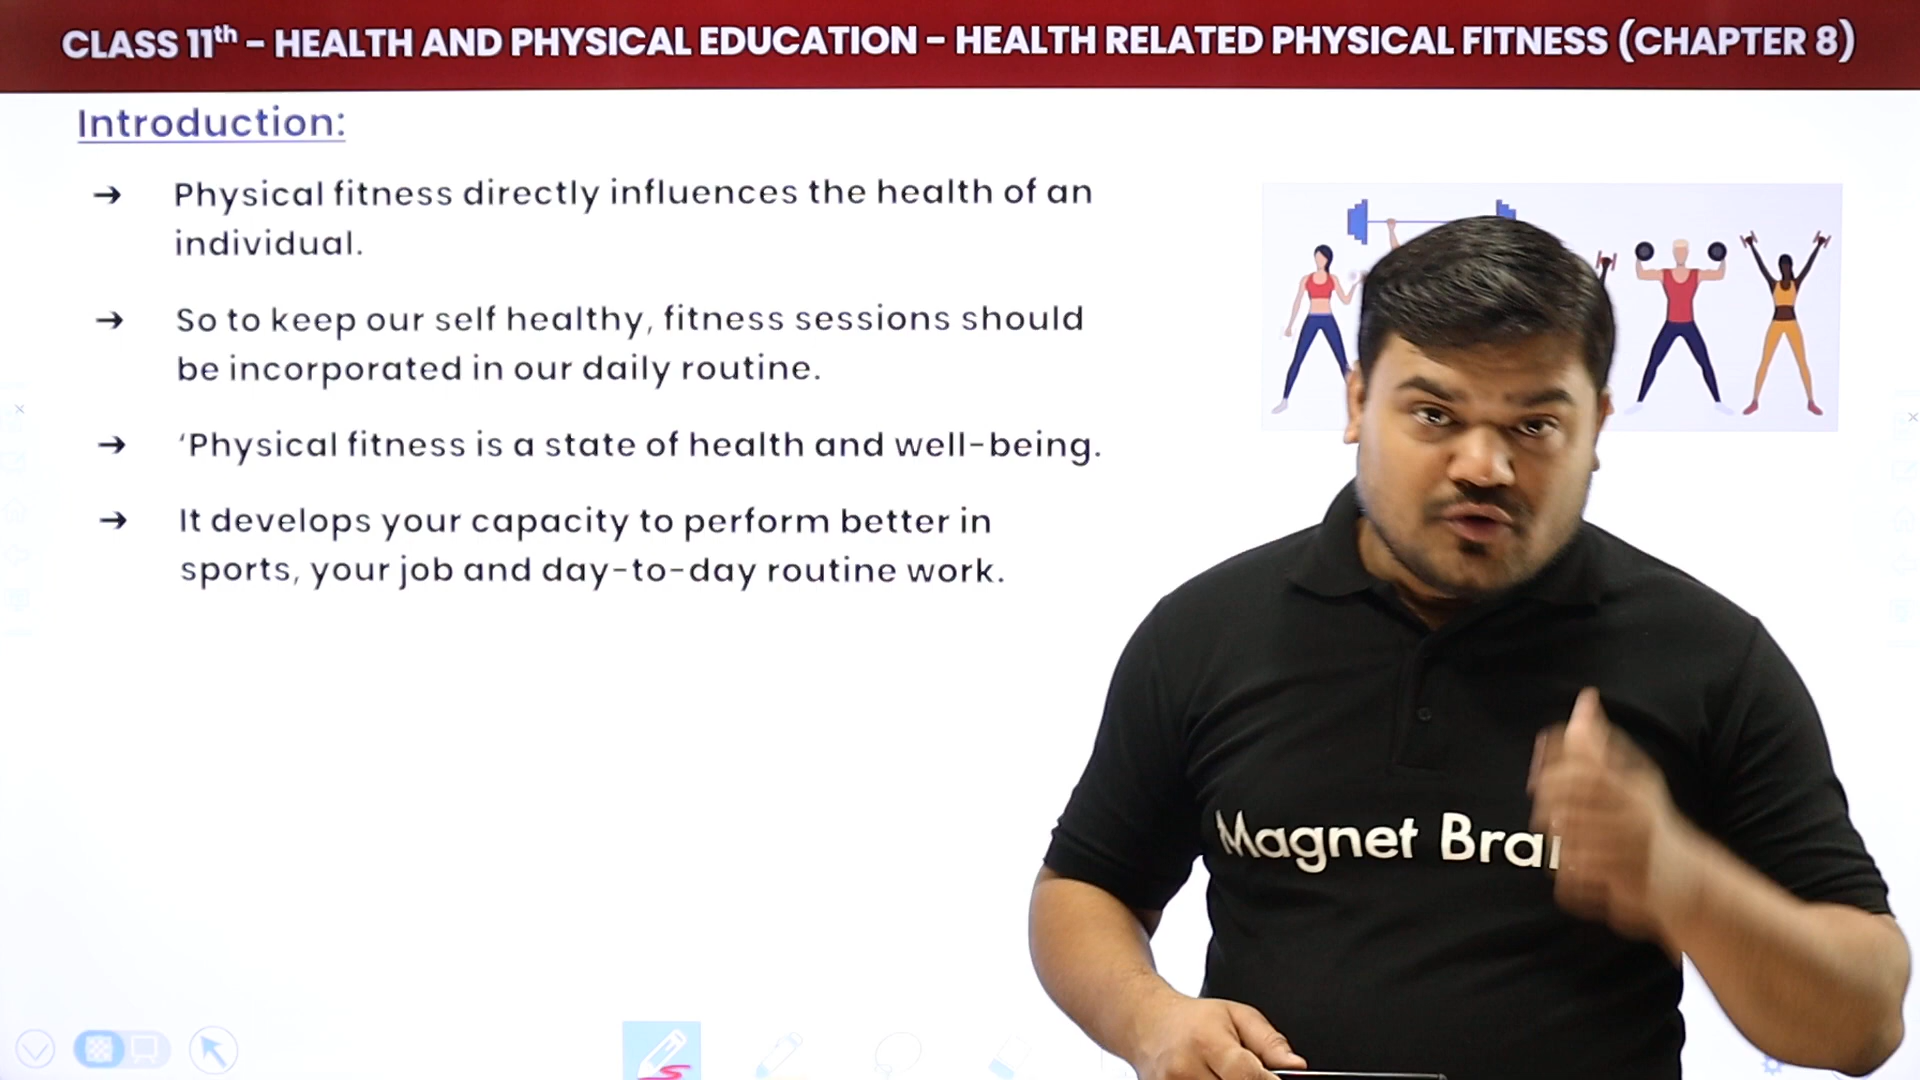 CLASS 11th – HEALTH AND PHYSICAL EDUCATION – HEALTH RELATED PHYSICAL FITNESS (CHAPTER 8)
Introduction:
➔ Physical fitness directly influences the health of an
individual.
➔ So to keep our self healthy, fitness sessions should
be incorporated in our daily routine.
➔ ‘Physical fitness is a state of health and well-being.
➔ It develops your capacity to perform better in
sports, your job and day-to-day routine work.
Magnet